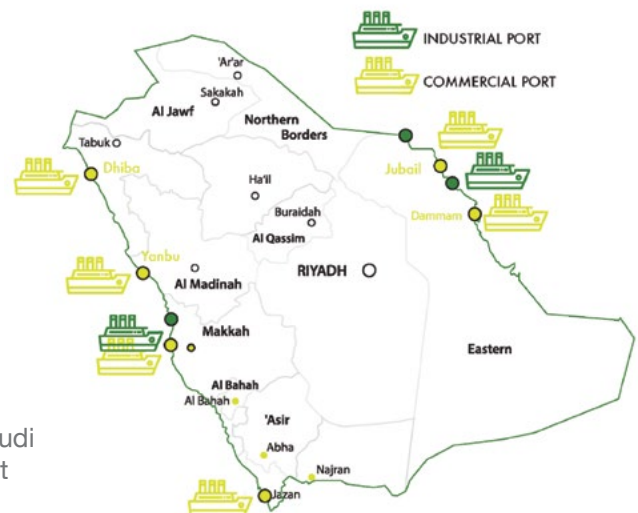 INDUSTRIAL PORT
COMMERCIAL PORT
'Ar'ar
Sakakah
Al Jawf
Northern
Borders
Tabuk
Dhiba
Jubail
Ha'il
Buraidah
Dammam
Al Qassim
Yanbu
RIYADH
Al Madinah
Makkah
Eastern
Al Bahah
Al Bahah
'Asir
udi
Abha
t
Najran
Jazan